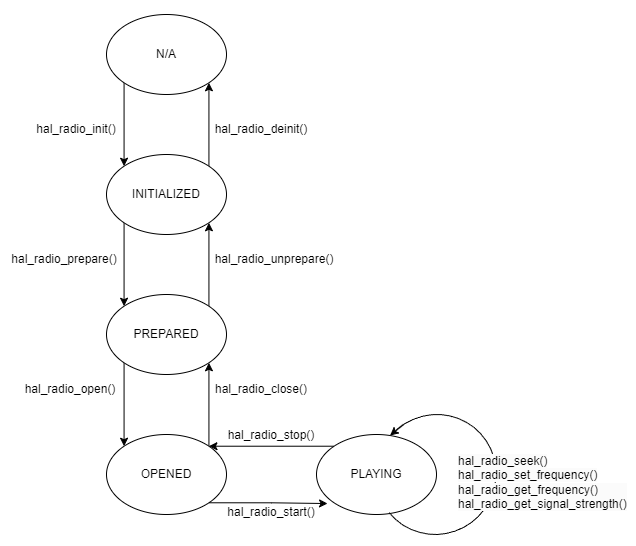 N/A
hal_radio_init()
hal_radio_deinit()
INITIALIZED
hal_radio_prepare()
hal_radio_unprepare()
PREPARED
hal_radio_open()
hal_radio_close()
hal_radio_stop()
OPENED
PLAYING
hal_radio_seek()
hal_radio_set_frequency()
hal_radio_get_frequency()
hal_radio_get_signal_strength()
hal_radio_start()